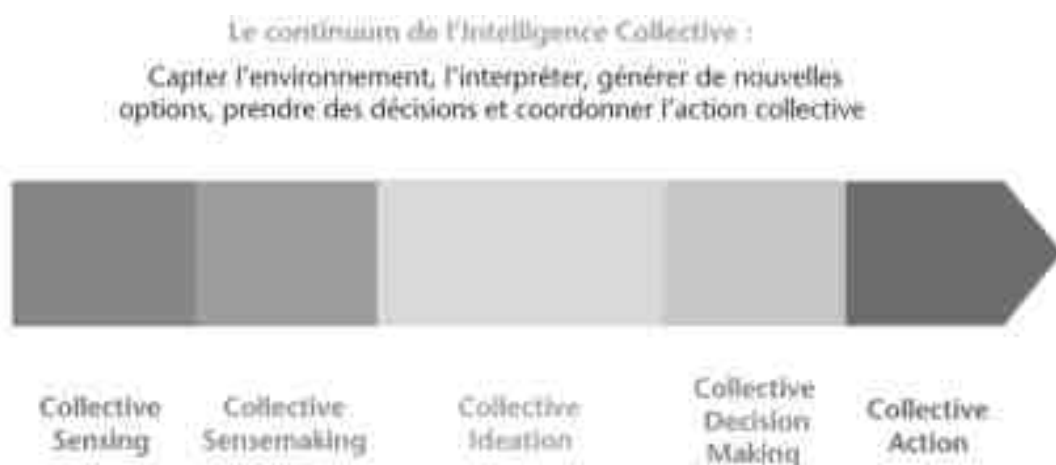 Le continuum de l'Intelligence Collective :
Capter l'environnement, l'interpréter, générer de nouvelles
options, prendre des décisions et coordonner l'action collective
Collective
Sensing
Collective
Sensemaking
Collective
Ideation
Collective
Decision
Making
Collective
Action